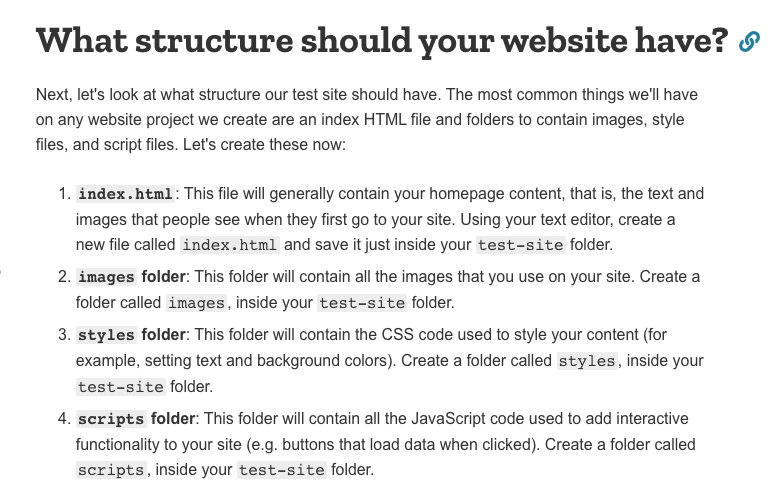 What structure should your website have?
Next, let's look at what structure our test site should have. The most common things we'll have
on any website project we create are an index HTML file and folders to contain images, style
files, and script files. Let's create these now:
1. index.html: This file will generally contain your homepage content, that is, the text and
images that people see when they first go to your site. Using your text editor, create a
new file called index.html and save it just inside your test-site folder.
2. images folder: This folder will contain all the images that you use on your site. Create a
folder called images, inside your test-site folder.
3. styles folder: This folder will contain the CSS code used to style your content (for
example, setting text and background colors). Create a folder called styles, inside your
test-site folder.
4. scripts folder: This folder will contain all the JavaScript code used to add interactive
functionality to your site (e.g. buttons that load data when clicked). Create a folder called
scripts, inside your test-site folder.